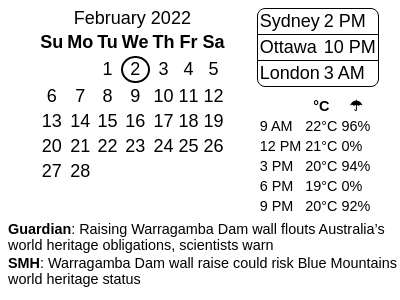 February 2022
Su Mo Tu We Th Fr Sa
1 2 3 4 5
6 7 8 9 10 11 12
13 14 15 16 17 18 19
20 21 22 23 24 25 26
27 28
Sydney 2 PM
Ottawa 10 PM
London 3 AM
°C ☂
9 AM 22°C 96%
12 PM 21°C 0%
3 PM 20°C 94%
6 PM 19°C 0%
9 PM 20°C 92%
Guardian: Raising Warragamba Dam wall flouts Australia’s
world heritage obligations, scientists warn
SMH: Warragamba Dam wall raise could risk Blue Mountains
world heritage status